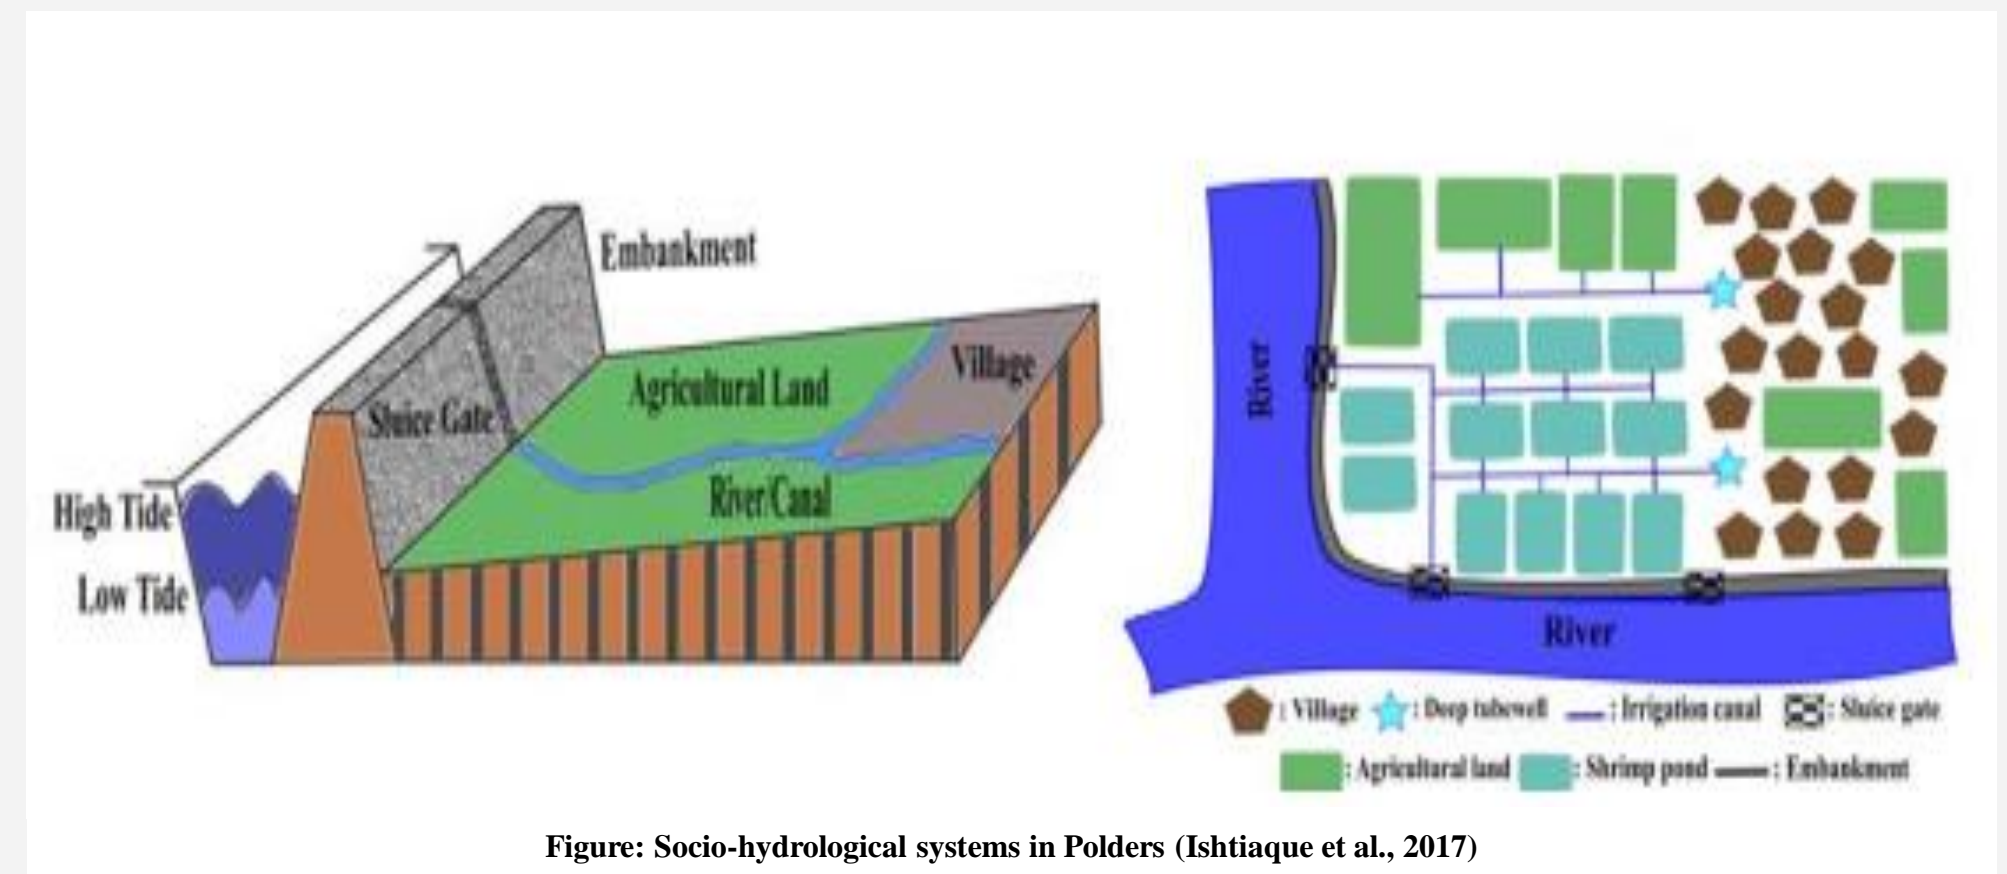 Embankment
Agricultural Land
Village
Sluice Gate
River/Canal
High Tide
Low Tide
River
River
: Village : Deep tubewell : Irrigation canal : Sluice gate
: Agricultural land : Shrimp pond : Embankment
Figure: Socio-hydrological systems in Polders (Ishtiaque et al., 2017)